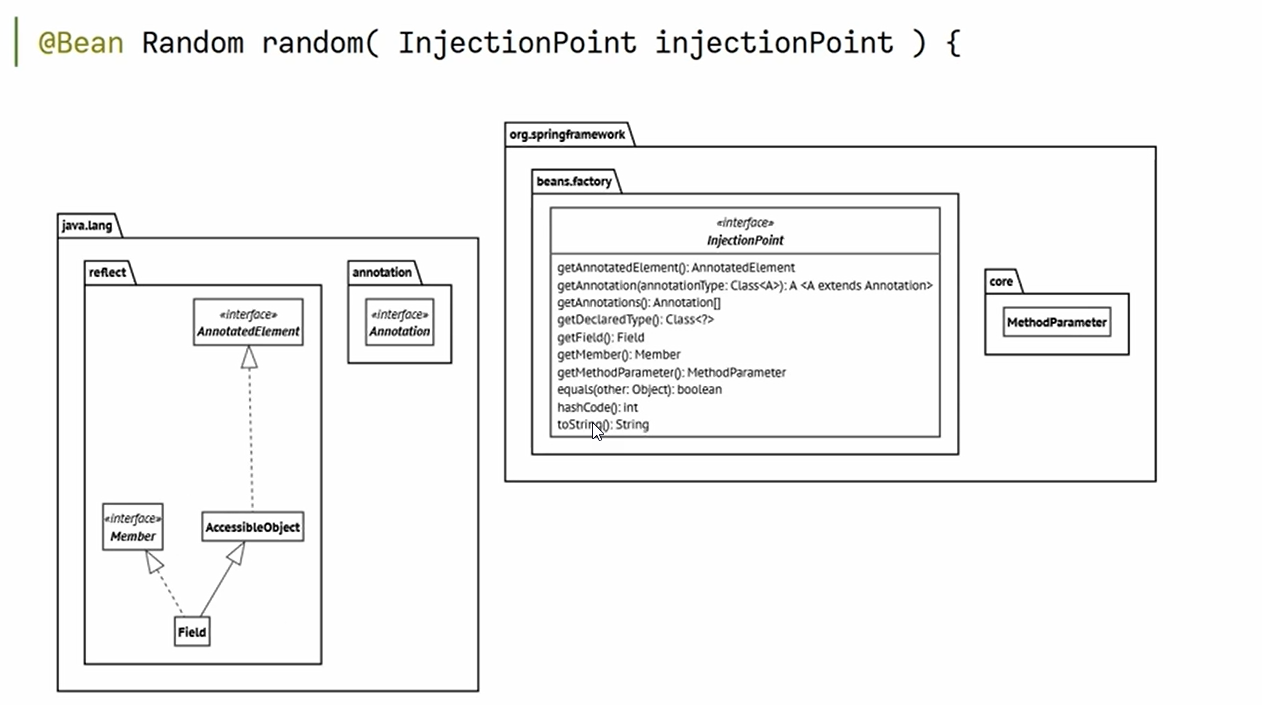 @Bean Random random( InjectionPoint injectionPoint ) {
org.springframework
beans.factory
«interface»
InjectionPoint
getAnnotatedElement(): AnnotatedElement
getAnnotation(annotationType: Class<A>): A <A extends Annotation>
getAnnotations(): Annotation[]
getDeclaredType(): Class<?>
getField(): Field
getMember(): Member
getMethodParameter(): MethodParameter
equals(other: Object): boolean
hashCode(): int
toString(): String
core
MethodParameter
java.lang
reflect
«interface»
AnnotatedElement
annotation
«interface»
Annotation
«interface»
Member
AccessibleObject
Field